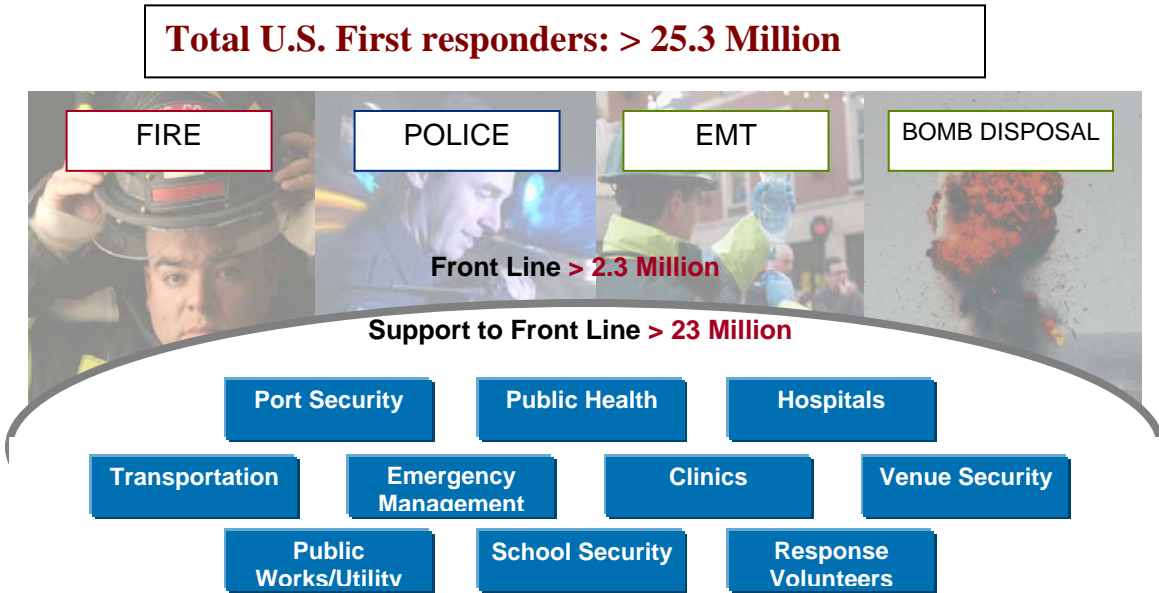 Total U.S. First responders: > 25.3 Million
FIRE
POLICE
EMT
BOMB DISPOSAL
Front Line > 2.3 Million
Support to Front Line > 23 Million
Port Security
Public Health
Hospitals
Transportation
Emergency
Management
Clinics
Venue Security
Public
Works/Utility
School Security
Response
Volunteers